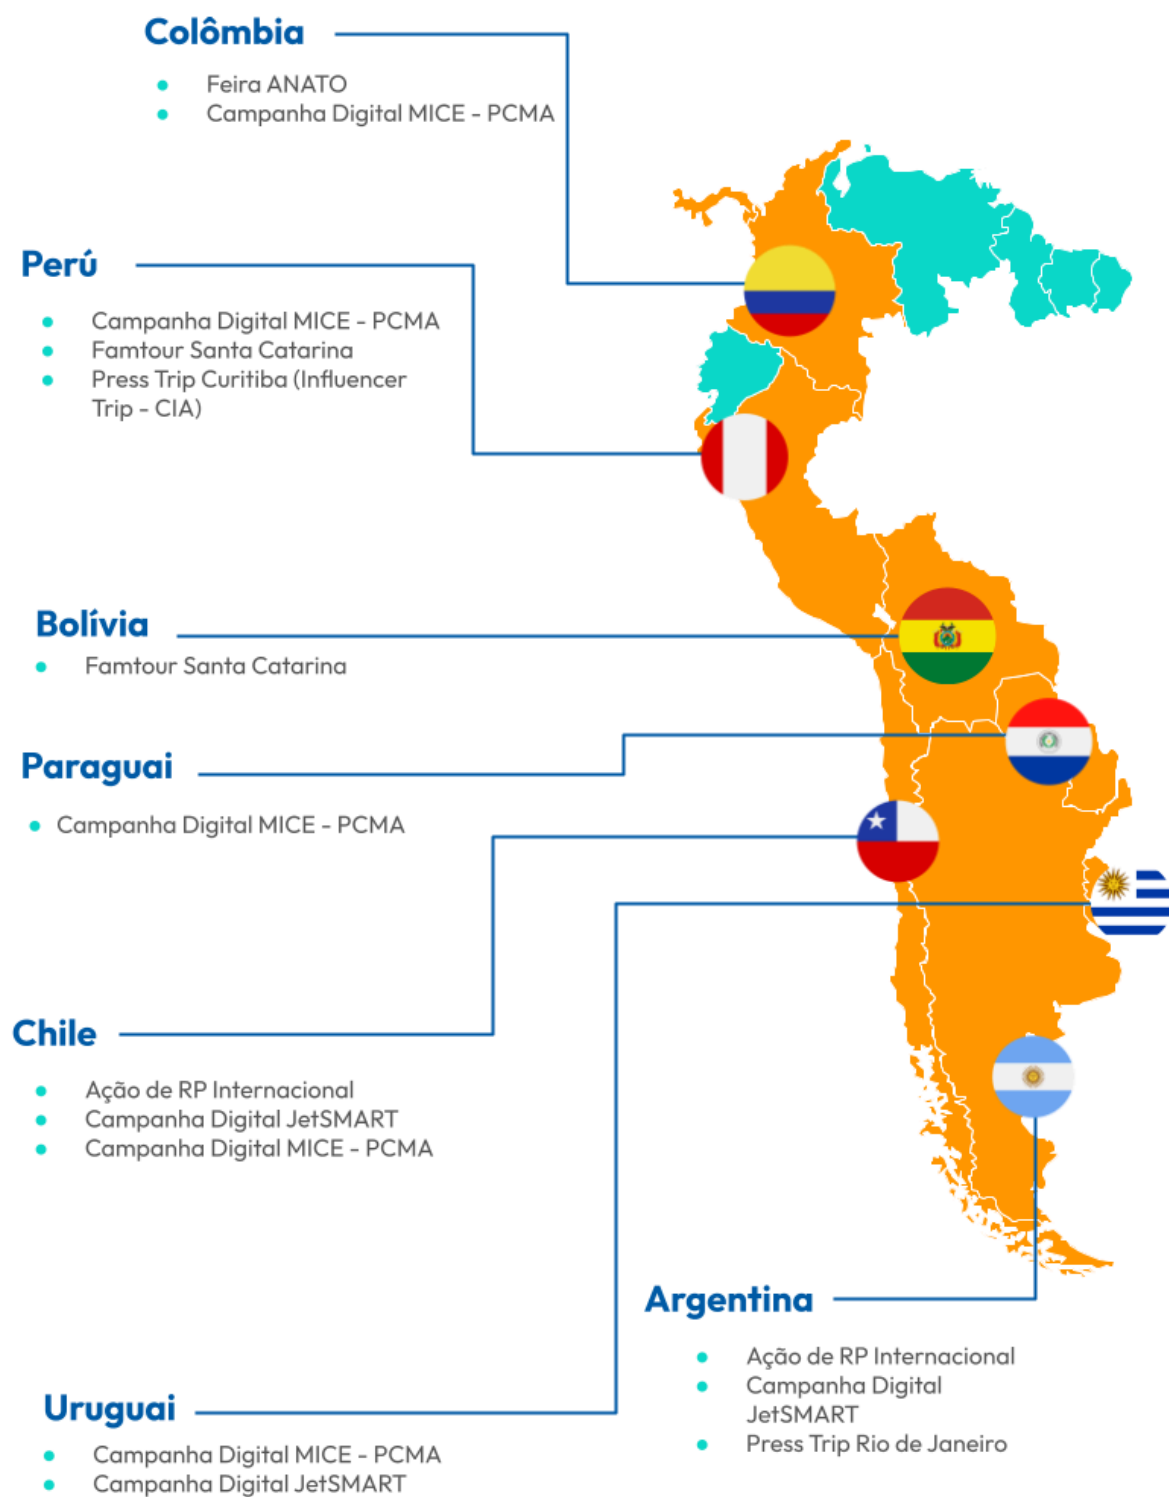 Colômbia
Feira ANATO
Campanha Digital MICE - PCMA
Perú
Campanha Digital MICE - PCMA
Famtour Santa Catarina
Press Trip Curitiba (Influencer
Trip - CIA)
Bolívia
Famtour Santa Catarina
Paraguai
Campanha Digital MICE - PCMA
Chile
Ação de RP Internacional
Campanha Digital JetSMART
Campanha Digital MICE - PCMA
Argentina
Ação de RP Internacional
Campanha Digital
JetSMART
Press Trip Rio de Janeiro
Uruguai
Campanha Digital MICE - PCMA
Campanha Digital JetSMART